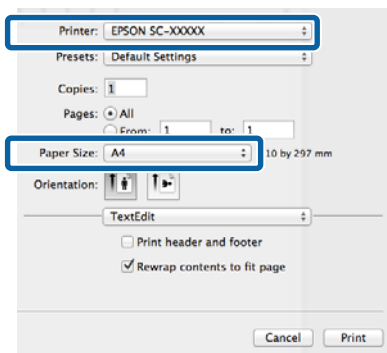 Printer: EPSON SC-XXXXX
Presets: Default Settings
Copies: 1
Pages: All
From: 1 to: 1
Paper Size: A4 10 by 297 mm
Orientation:
TextEdit
Print header and footer
Rewrap contents to fit page
Cancel Print